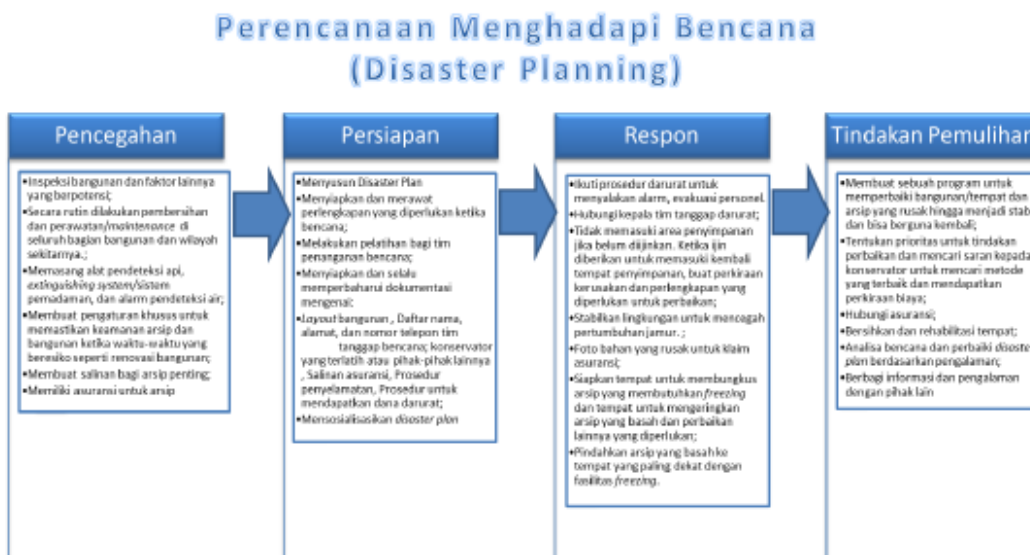 Perencanaan Menghadapi Bencana
(Disaster Planning)
Pencegahan
•Inspeksi bangunan dan faktor lainnya
yang berpotensi;
•Secara rutin dilakukan pembersihan
dan perawatan/maintenance di
seluruh bagian bangunan dan wilayah
sekitarnya.;
•Memasang alat pendeteksi api,
extinguishing system/sistem
pemadaman, dan alarm pendeteksi air;
•Membuat pengaturan khusus untuk
memastikan keamanan arsip dan
bangunan ketika waktu-waktu yang
beresiko seperti renovasi bangunan;
•Membuat salinan bagi arsip penting;
•Memiliki asuransi untuk arsip
Persiapan
•Menyusun Disaster Plan
•Menyiapkan dan merawat
perlengkapan yang diperlukan ketika
bencana;
•Melakukan pelatihan bagi tim
penanganan bencana;
•Menyiapkan dan selalu
memperbaharui dokumentasi
mengenai:
•Layout bangunan , Daftar nama,
alamat, dan nomor telepon tim
tanggap bencana; konservator
yang terlatih atau pihak-pihak lainnya
, Salinan asuransi, Prosedur
penyelamatan, Prosedur untuk
mendapatkan dana darurat;
•Mensosialisasikan disaster plan
Respon
•Ikuti prosedur darurat untuk
menyalakan alarm, evakuasi personel.
•Hubungi kepala tim tanggap darurat;
•Tidak memasuki area penyimpanan
jika belum diijinkan. Ketika ijin
diberikan untuk memasuki kembali
tempat penyimpanan, buat perkiraan
kerusakan dan perlengkapan yang
diperlukan untuk perbaikan;
•Stabilkan lingkungan untuk mencegah
pertumbuhan jamur. ;
•Foto bahan yang rusak untuk klaim
asuransi;
•Siapkan tempat untuk membungkus
arsip yang membutuhkan freezing
dan tempat untuk mengeringkan
arsip yang basah dan perbaikan
lainnya yang diperlukan;
•Pindahkan arsip yang basah ke
tempat yang paling dekat dengan
fasilitas freezing.
Tindakan Pemulihan
•Membuat sebuah program untuk
memperbaiki bangunan/tempat dan
arsip yang rusak hingga menjadi stab
dan bisa berguna kembali;
•Tentukan prioritas untuk tindakan
perbaikan dan mencari saran kepada
konservator untuk mencari metode
yang terbaik dan mendapatkan
perkiraan biaya;
•Hubungi asuransi;
•Bersihkan dan rehabilitasi tempat;
•Analisa bencana dan perbaiki disaster
plan berdasarkan pengalaman;
•Berbagi informasi dan pengalaman
dengan pihak lain